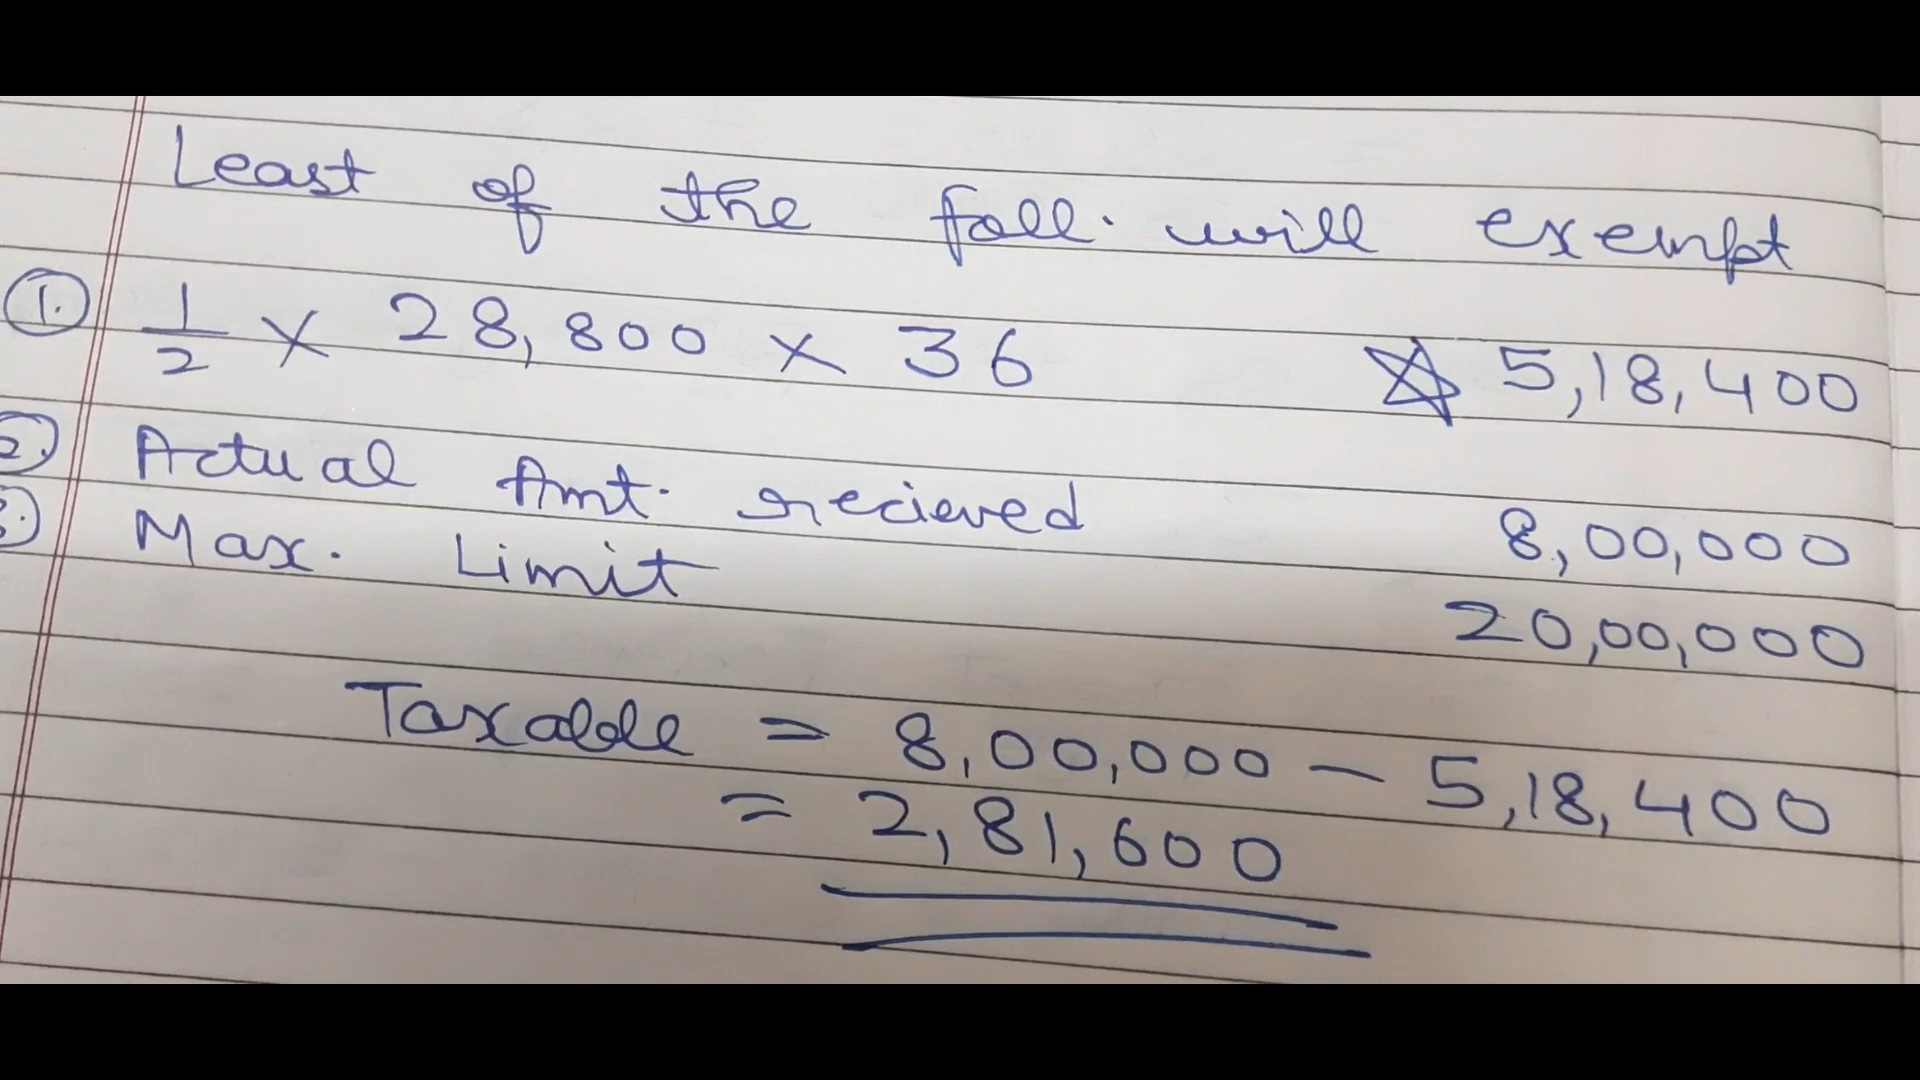 Least of the foll. will exempt
1. 1/2 × 28,800 × 36 ☆ 5,18,400
2. Actual Amt. recieved 8,00,000
3. Max. Limit 20,00,000
Taxable = 8,00,000 - 5,18,400
= 2,81,600